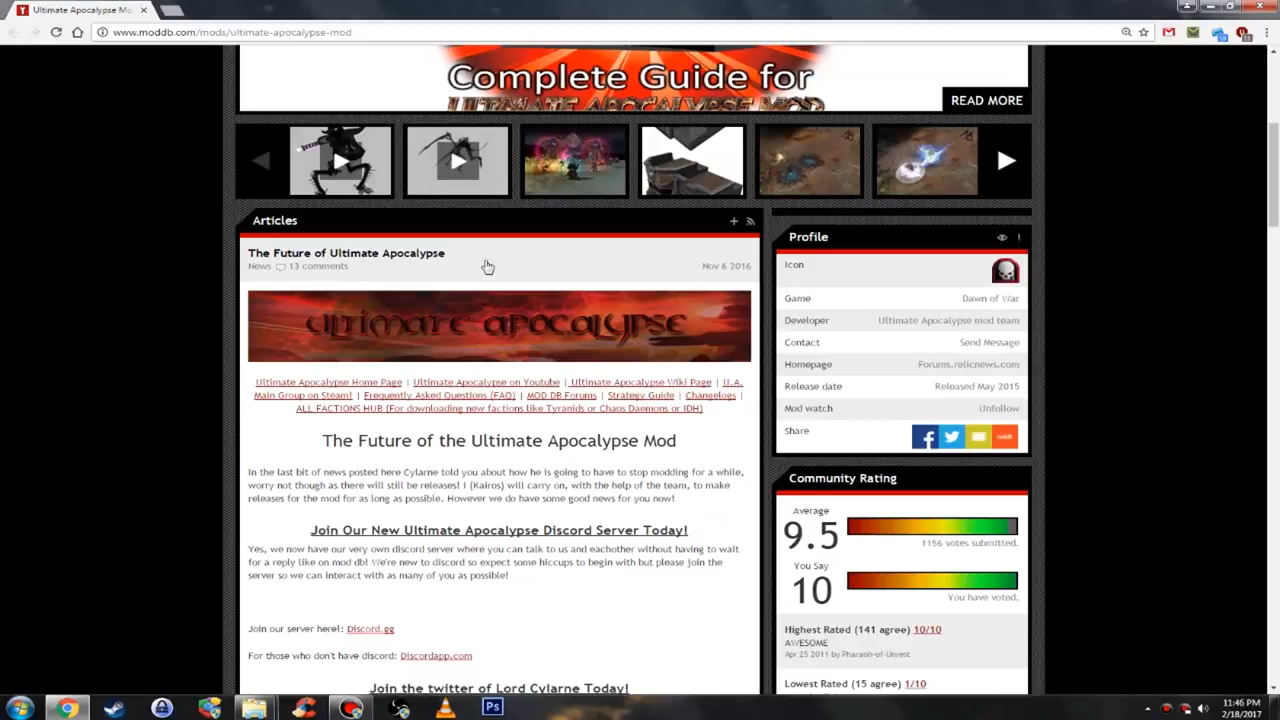 Ultimate Apocalypse Mo
www.moddb.com/mods/ultimate-apocalypse-mod
Complete Guide for
ULTIMATE APOCALYPSE MOD
READ MORE
Articles
The Future of Ultimate Apocalypse
News 13 comments
Nov 6 2016
ultimate apocalypse
Ultimate Apocalypse Home Page | Ultimate Apocalypse on Youtube | Ultimate Apocalypse Wiki Page | U.A.
Main Group on Steam! | Frequently Asked Questions (FAQ) | MOD DB Forums | Strategy Guide | Changelogs |
ALL FACTIONS HUB (For downloading new factions like Tyranids or Chaos Daemons or IDH)
The Future of the Ultimate Apocalypse Mod
In the last bit of news posted here Cylarne told you about how he is going to have to stop modding for a while,
worry not though as there will still be releases! I (Kairos) will carry on, with the help of the team, to make
releases for the mod for as long as possible. However we do have some good news for you now!
Join Our New Ultimate Apocalypse Discord Server Today!
Yes, we now have our very own discord server where you can talk to us and eachother without having to wait
for a reply like on mod db! We're new to discord so expect some hiccups to begin with but please join the
server so we can interact with as many of you as possible!
Join our server here!: Discord.gg
For those who don't have discord: Discordapp.com
Join the twitter of Lord Cylarne Today!
Profile
Icon
Game Dawn of War
Developer Ultimate Apocalypse mod team
Contact Send Message
Homepage Forums.relicnews.com
Release date Released May 2015
Mod watch Unfollow
Share
reddit
Community Rating
Average
9.5
1156 votes submitted.
You Say
10
You have voted.
Highest Rated (141 agree) 10/10
AWESOME
Apr 25 2011 by Pharaoh-of-Unrest
Lowest Rated (15 agree) 1/10
Ps
11:46 PM
2/18/2017